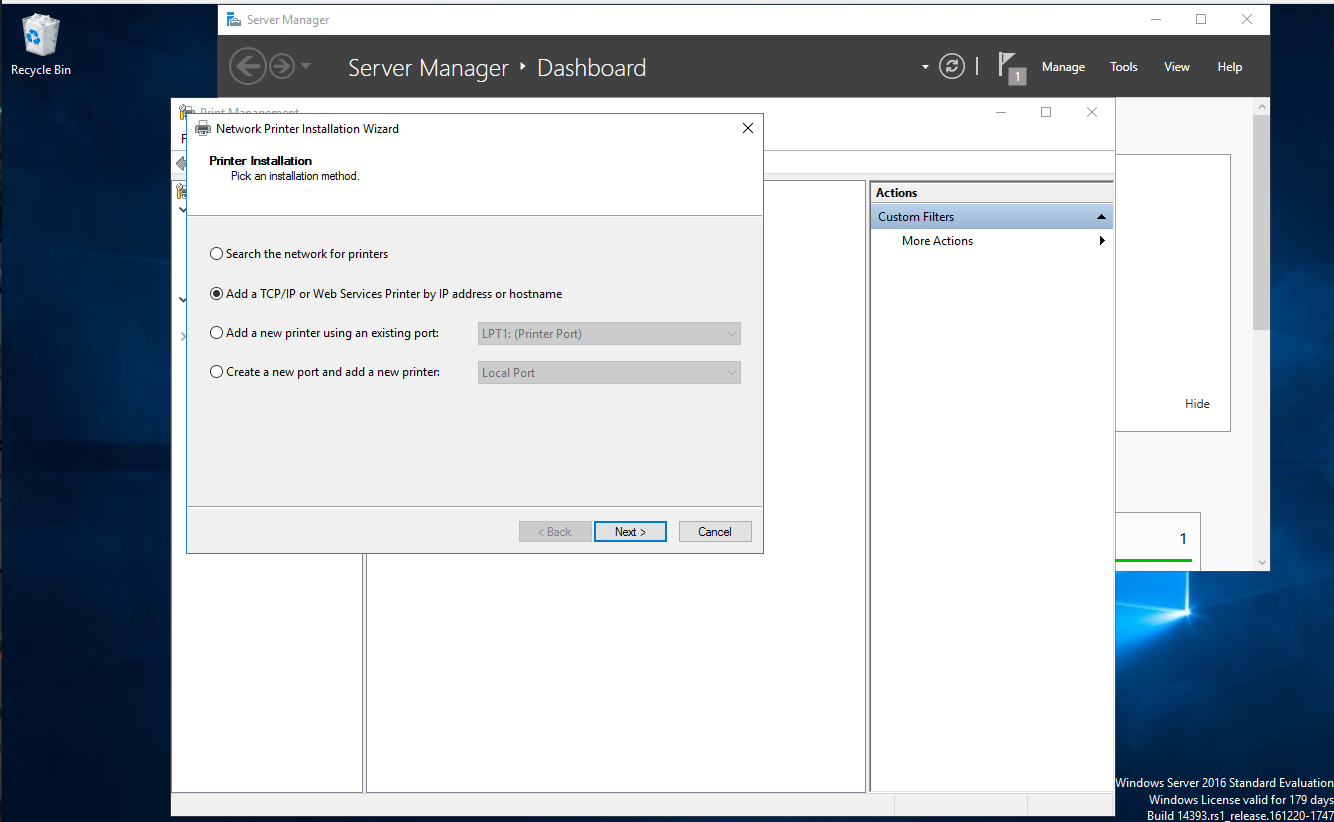 Recycle Bin
Server Manager
Server Manager
Dashboard
1
Manage
Tools
View
Help
Print Management
Network Printer Installation Wizard
Printer Installation
Pick an installation method.
Search the network for printers
Add a TCP/IP or Web Services Printer by IP address or hostname
Add a new printer using an existing port:
LPT1: (Printer Port)
Create a new port and add a new printer:
Local Port
< Back
Next >
Cancel
Actions
Custom Filters
More Actions
Hide
1
Windows Server 2016 Standard Evaluation
Windows License valid for 179 days
Build 14393.rs1_release.161220-1747